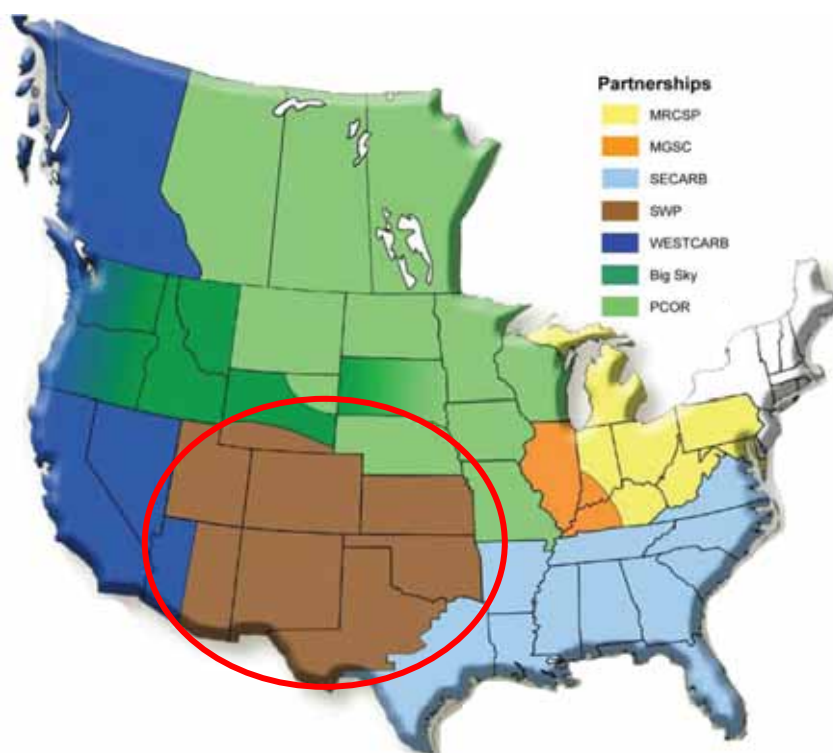 Partnerships
MRCSP
MGSC
SECARB
SWP
WESTCARB
Big Sky
PCOR